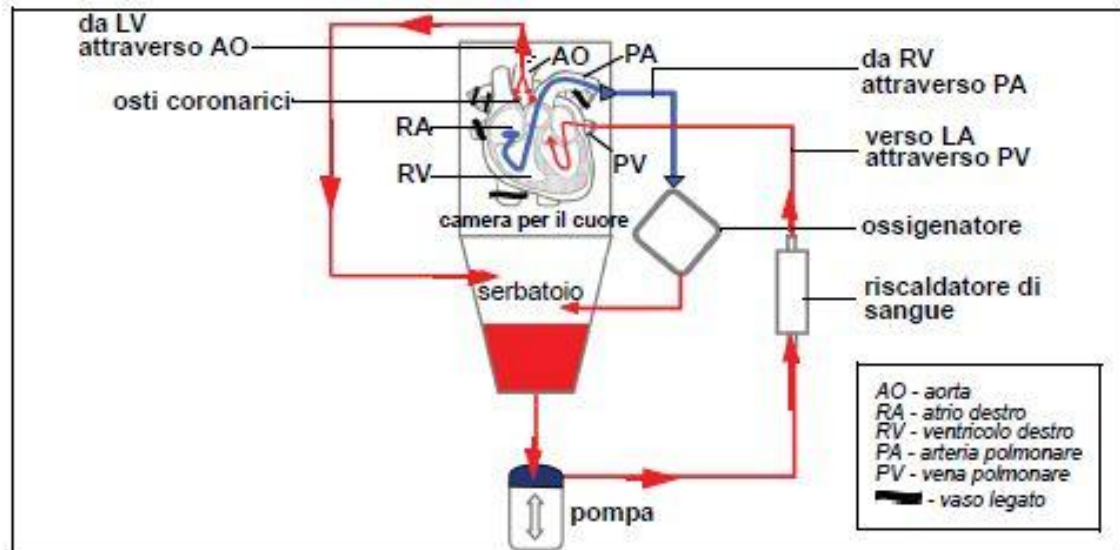 da LV
attraverso AO
AO
PA
da RV
attraverso PA
osti coronarici
RA
verso LA
attraverso PV
PV
RV
camera per il cuore
ossigenatore
serbatoio
riscaldatore di
sangue
AO - aorta
RA - atrio destro
RV - ventricolo destro
PA - arteria polmonare
PV - vena polmonare
- vaso legato
pompa